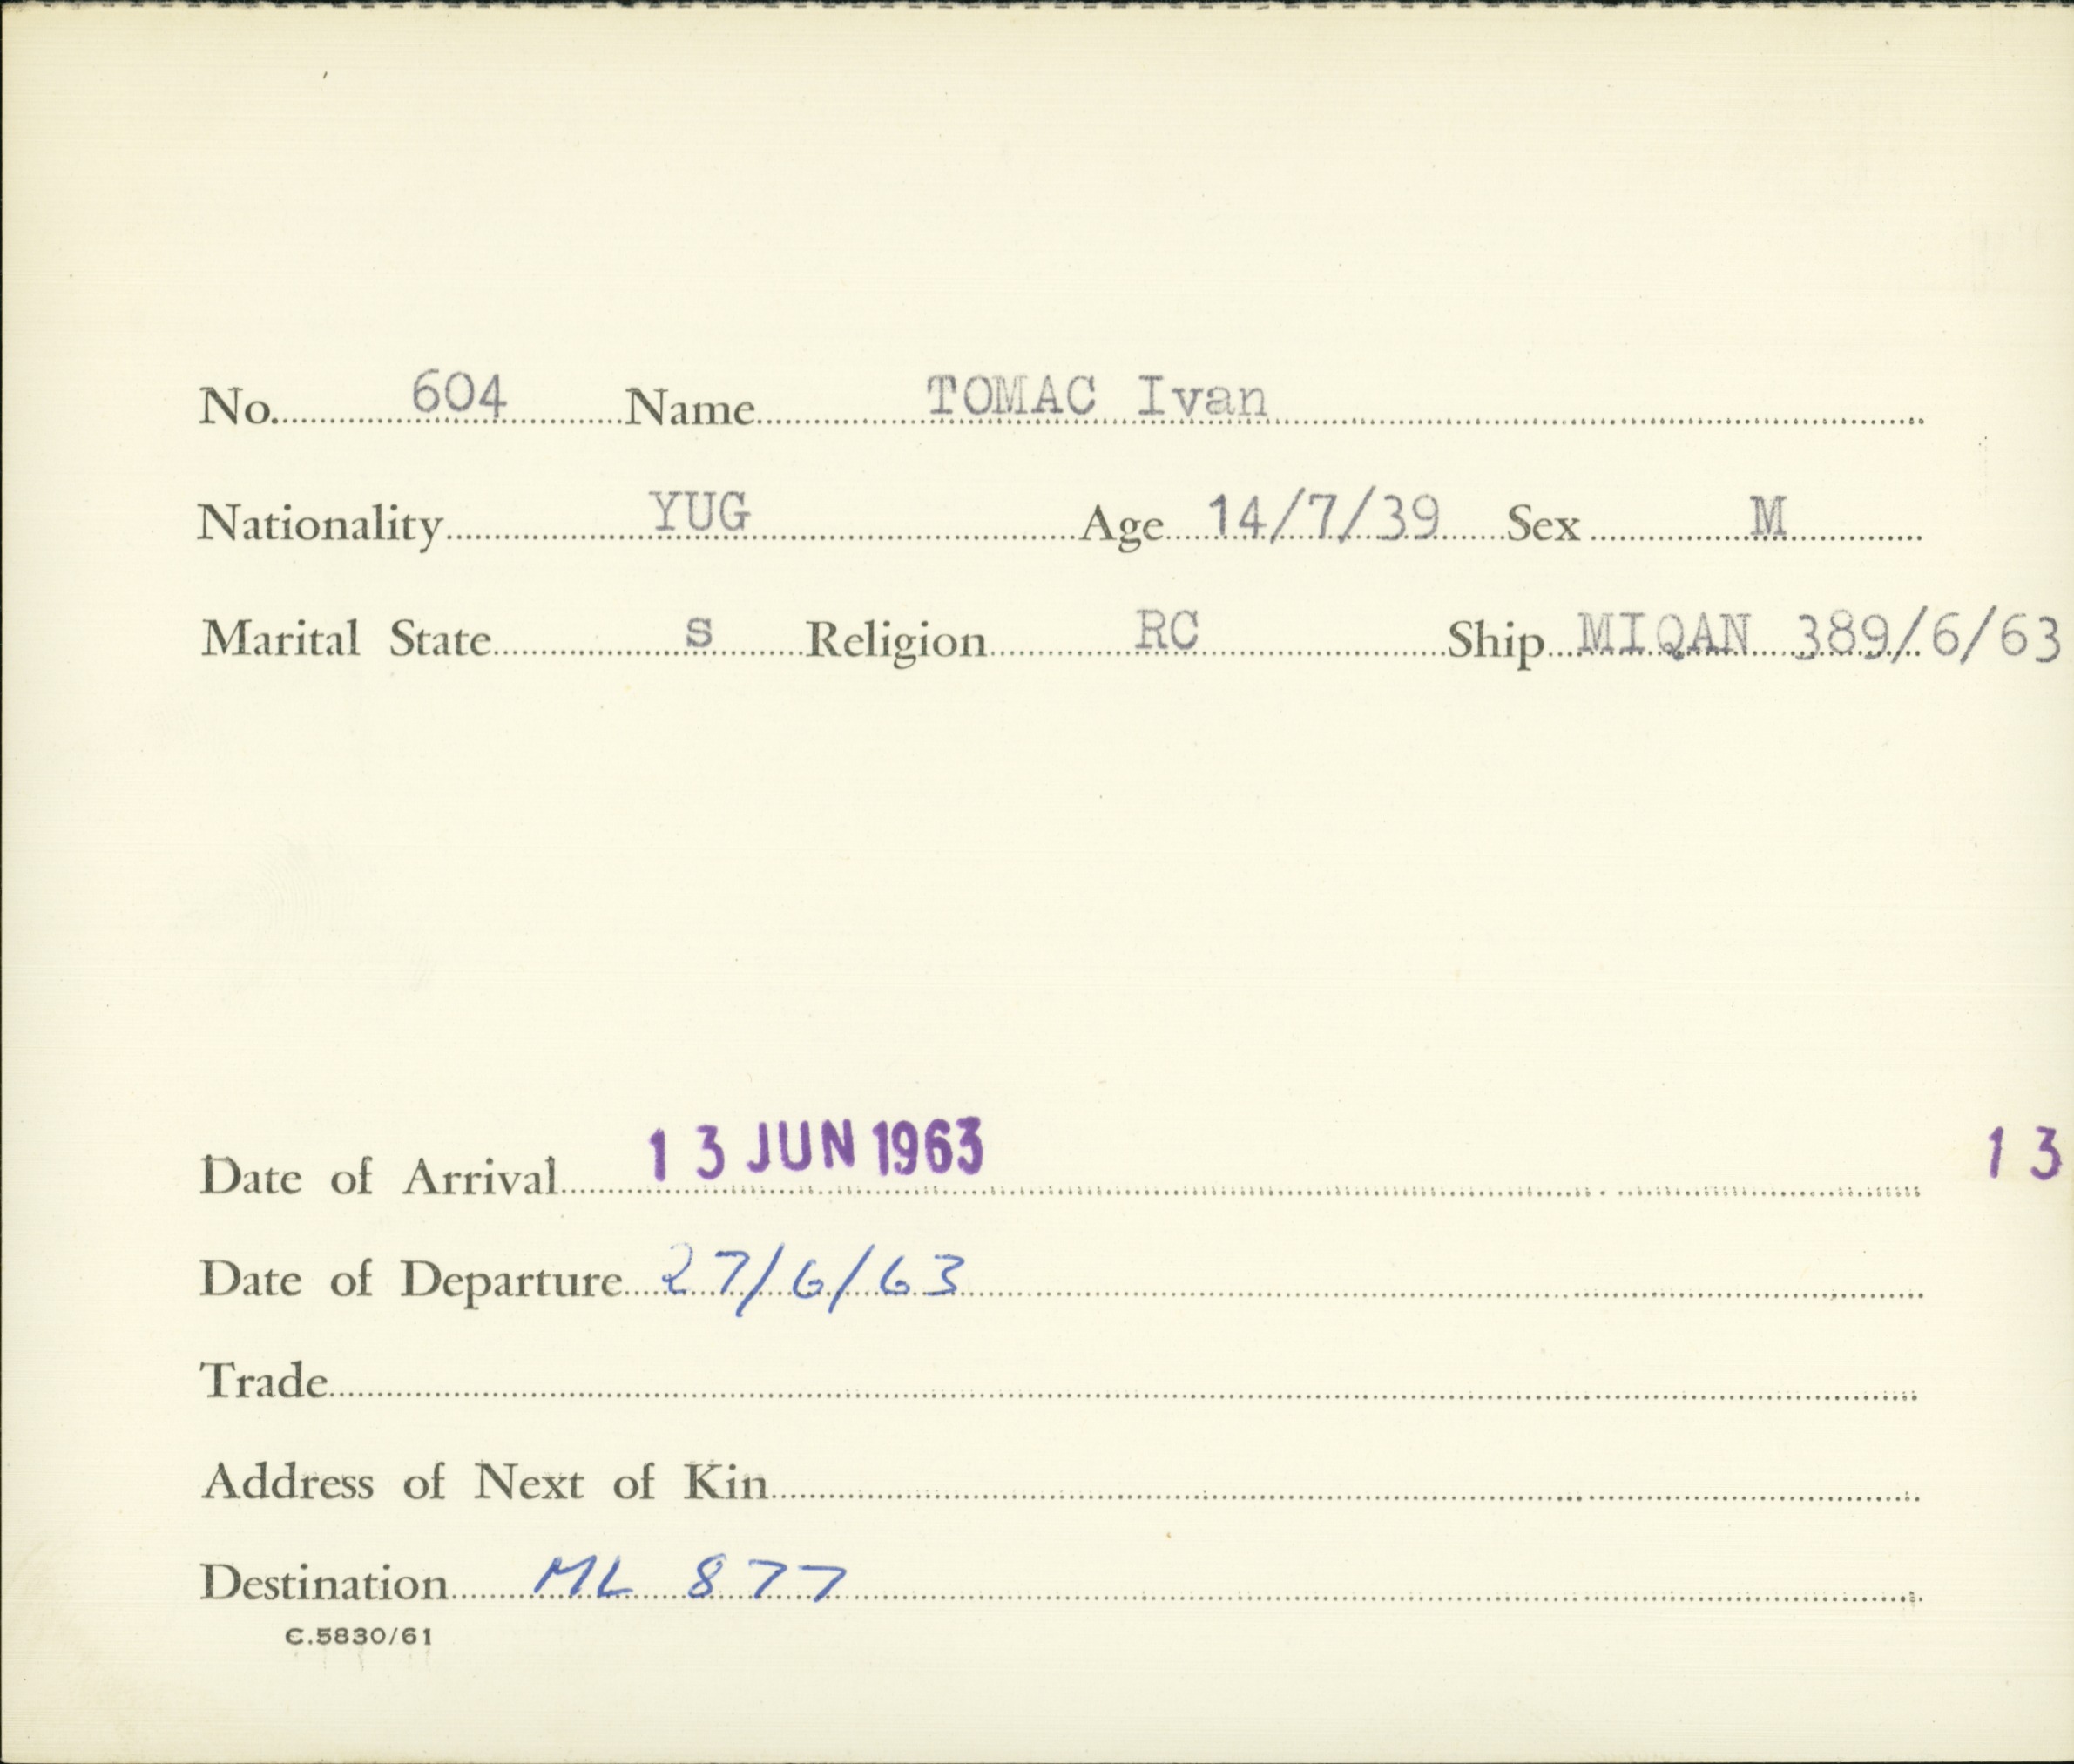 No. 604 Name TOMAC Ivan
Nationality YUG Age 14/7/39 Sex M
Marital State S Religion RC Ship MIQAN 389/6/63
Date of Arrival 13 JUN 1963 13
Date of Departure 27/6/63
Trade
Address of Next of Kin
Destination ML 877
C.5830/61